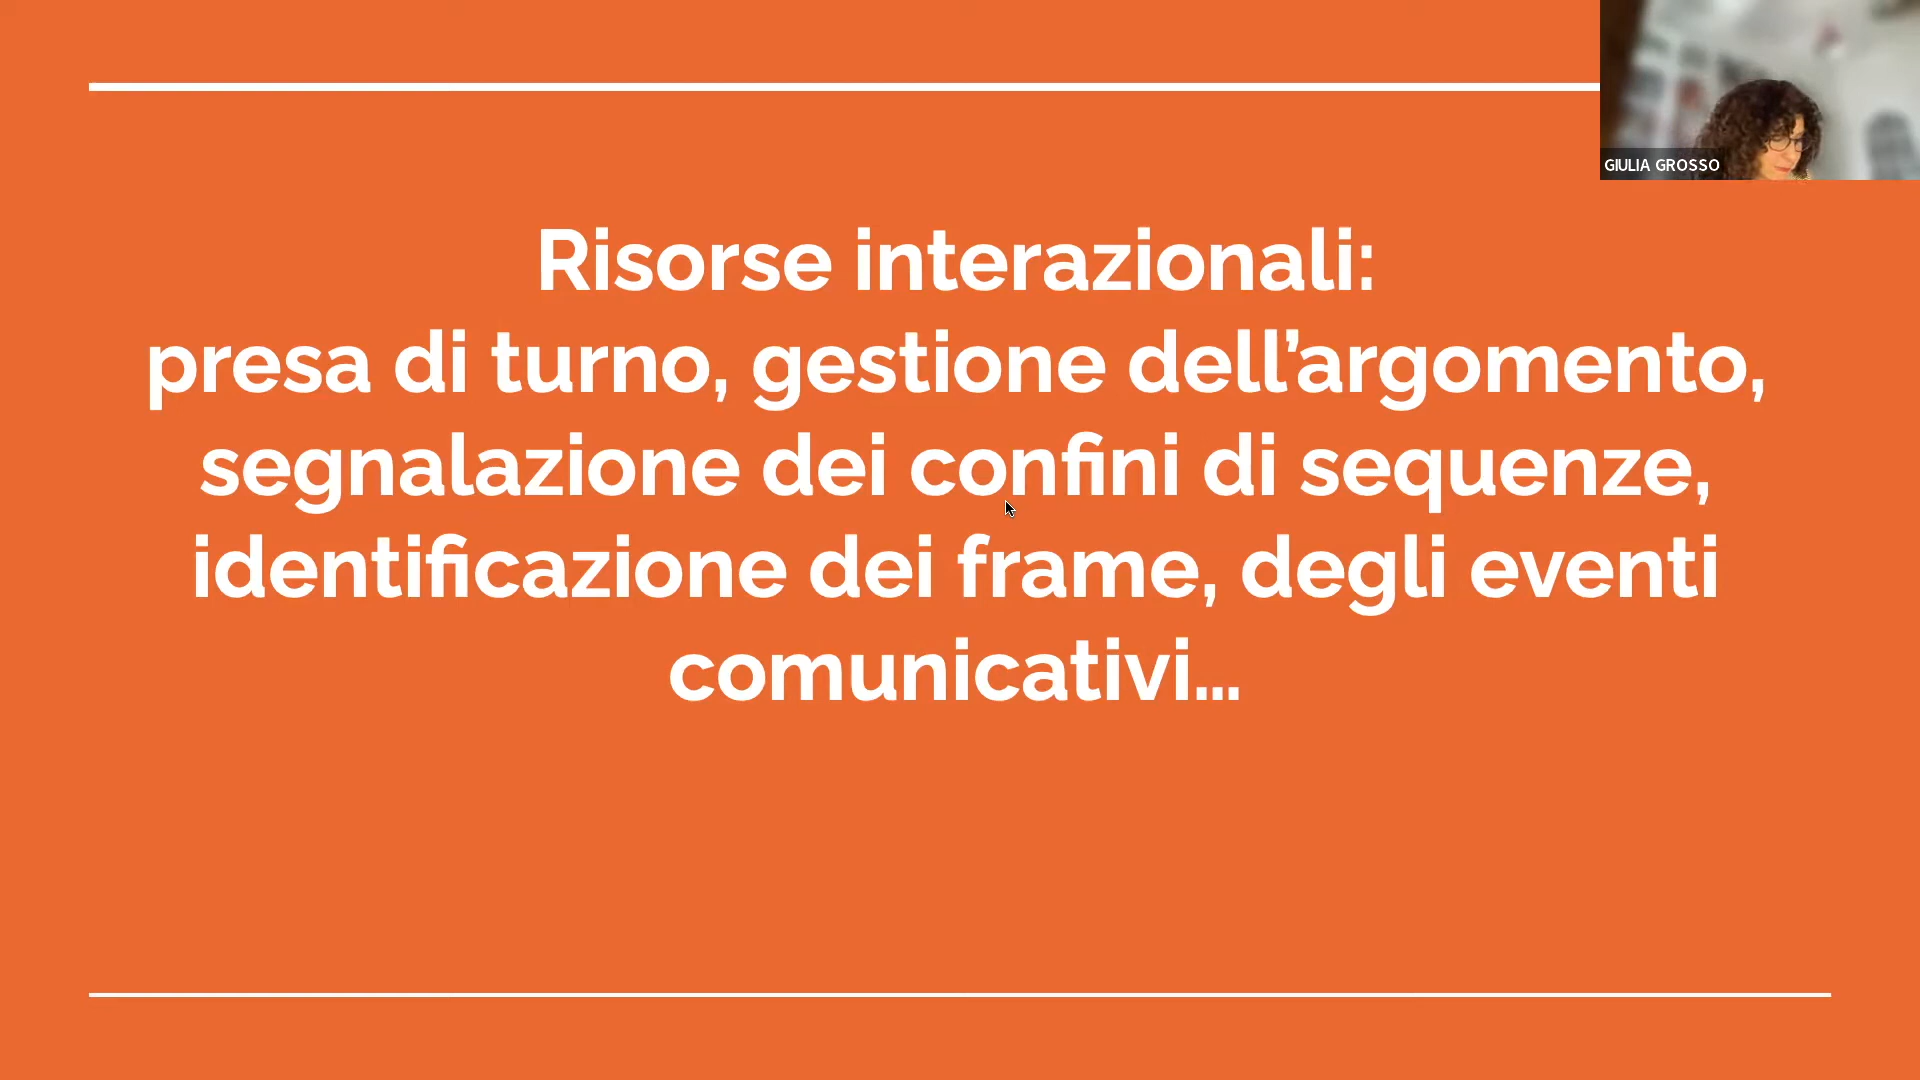 GIULIA GROSSO
Risorse interazionali:
presa di turno, gestione dell’argomento,
segnalazione dei confini di sequenze,
identificazione dei frame, degli eventi
comunicativi...